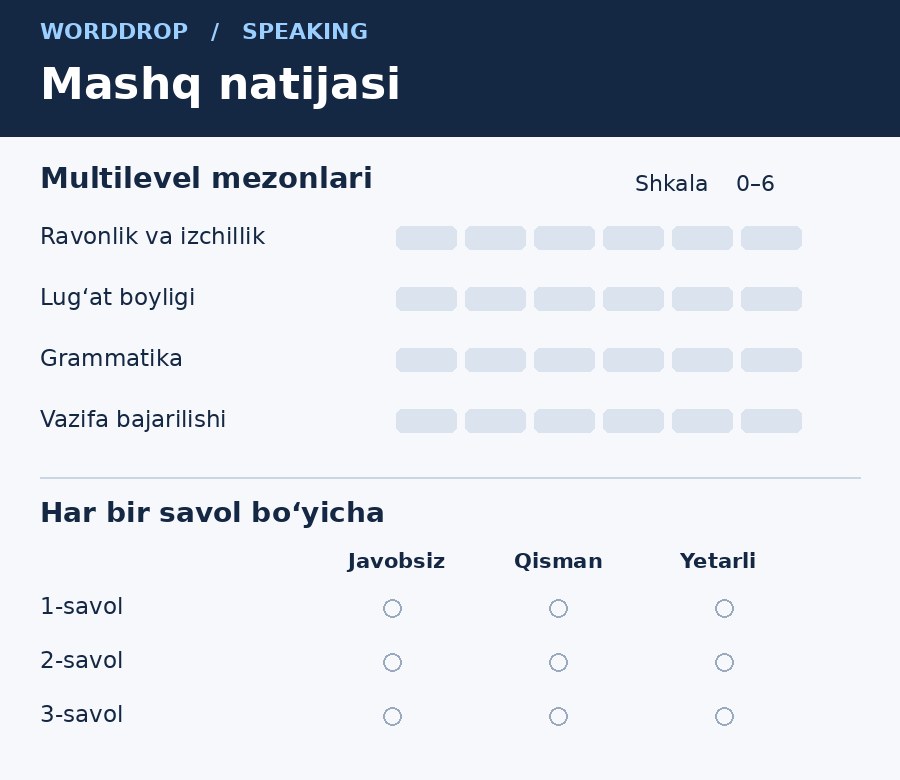 WORDDROP / SPEAKING
Mashq natijasi
Multilevel mezonlari
Shkala 0–6
Ravonlik va izchillik
Lug‘at boyligi
Grammatika
Vazifa bajarilishi
Har bir savol bo‘yicha
Javobsiz Qisman Yetarli
1-savol
2-savol
3-savol